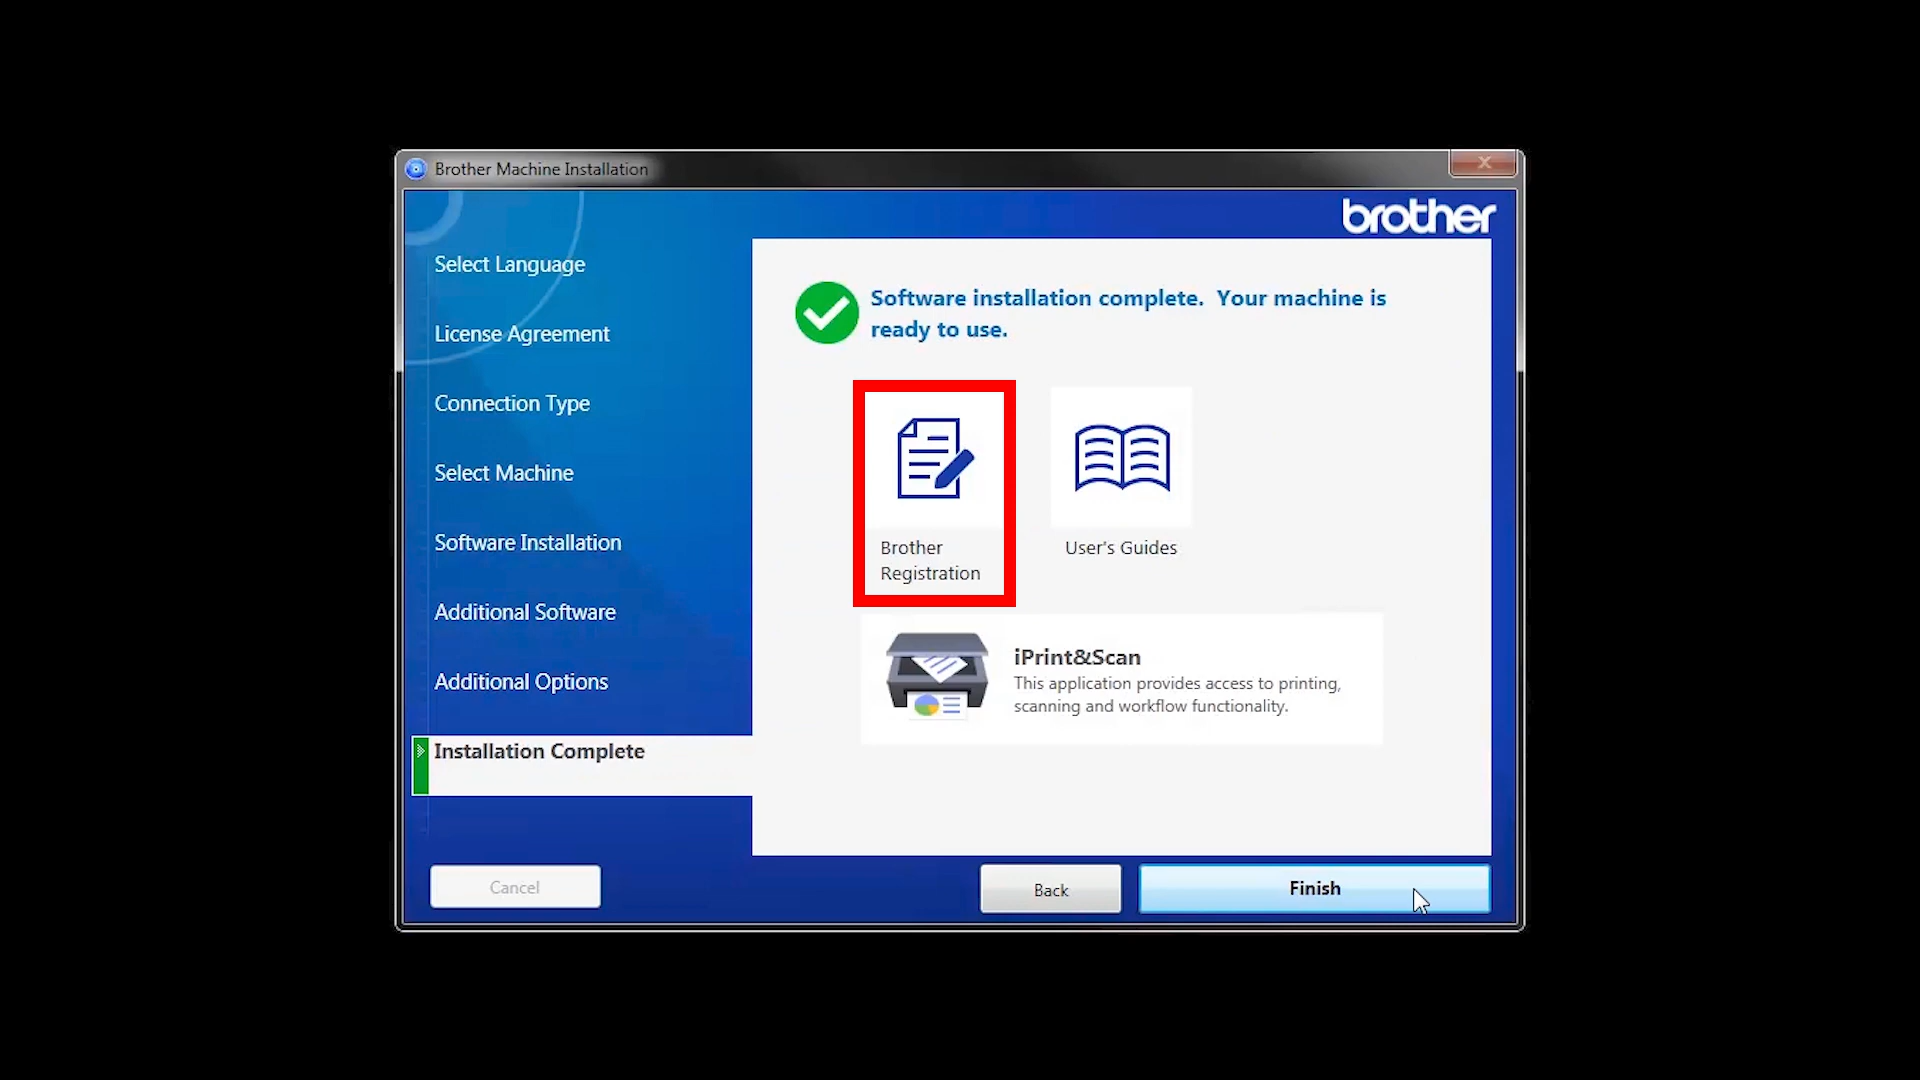 Brother Machine Installation
brother
Select Language
License Agreement
Connection Type
Select Machine
Software Installation
Additional Software
Additional Options
Installation Complete
Software installation complete. Your machine is
ready to use.
Brother
Registration
User's Guides
iPrint&Scan
This application provides access to printing,
scanning and workflow functionality.
Cancel
Back
Finish